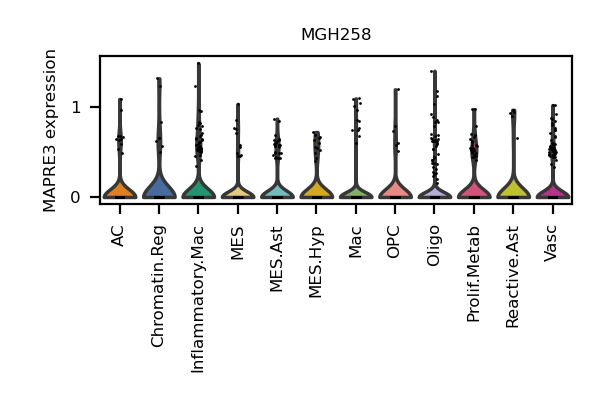 MGH258
MAPRE3 expression
1
0
AC
Chromatin.Reg
Inflammatory.Mac
MES
MES.Ast
MES.Hyp
Mac
OPC
Oligo
Prolif.Metab
Reactive.Ast
Vasc